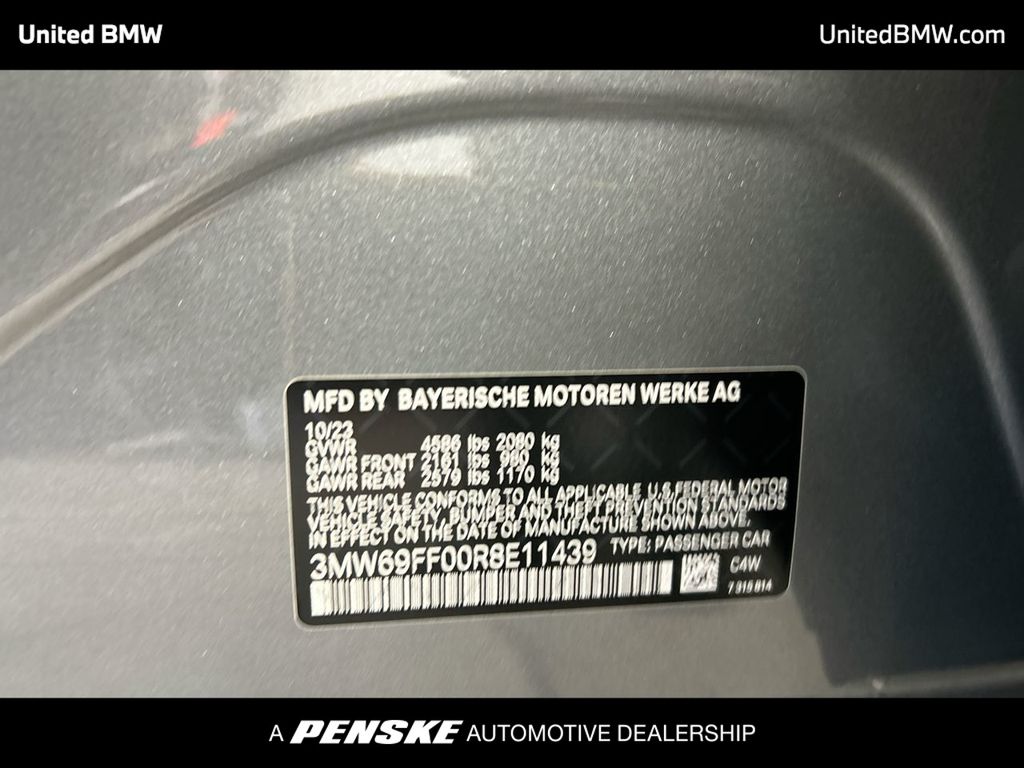 United BMW
UnitedBMW.com
MFD BY BAYERISCHE MOTOREN WERKE AG
10/23
GVWR 4586 lbs 2080 kg
GAWR FRONT 2161 lbs 980 kg
GAWR REAR 2579 lbs 1170 kg
THIS VEHICLE CONFORMS TO ALL APPLICABLE U.S. FEDERAL MOTOR
VEHICLE SAFETY, BUMPER AND THEFT PREVENTION STANDARDS
IN EFFECT ON THE DATE OF MANUFACTURE SHOWN ABOVE.
3MW69FF00R8E11439
TYPE: PASSENGER CAR
C4W
7 915 814
A PENSKE AUTOMOTIVE DEALERSHIP